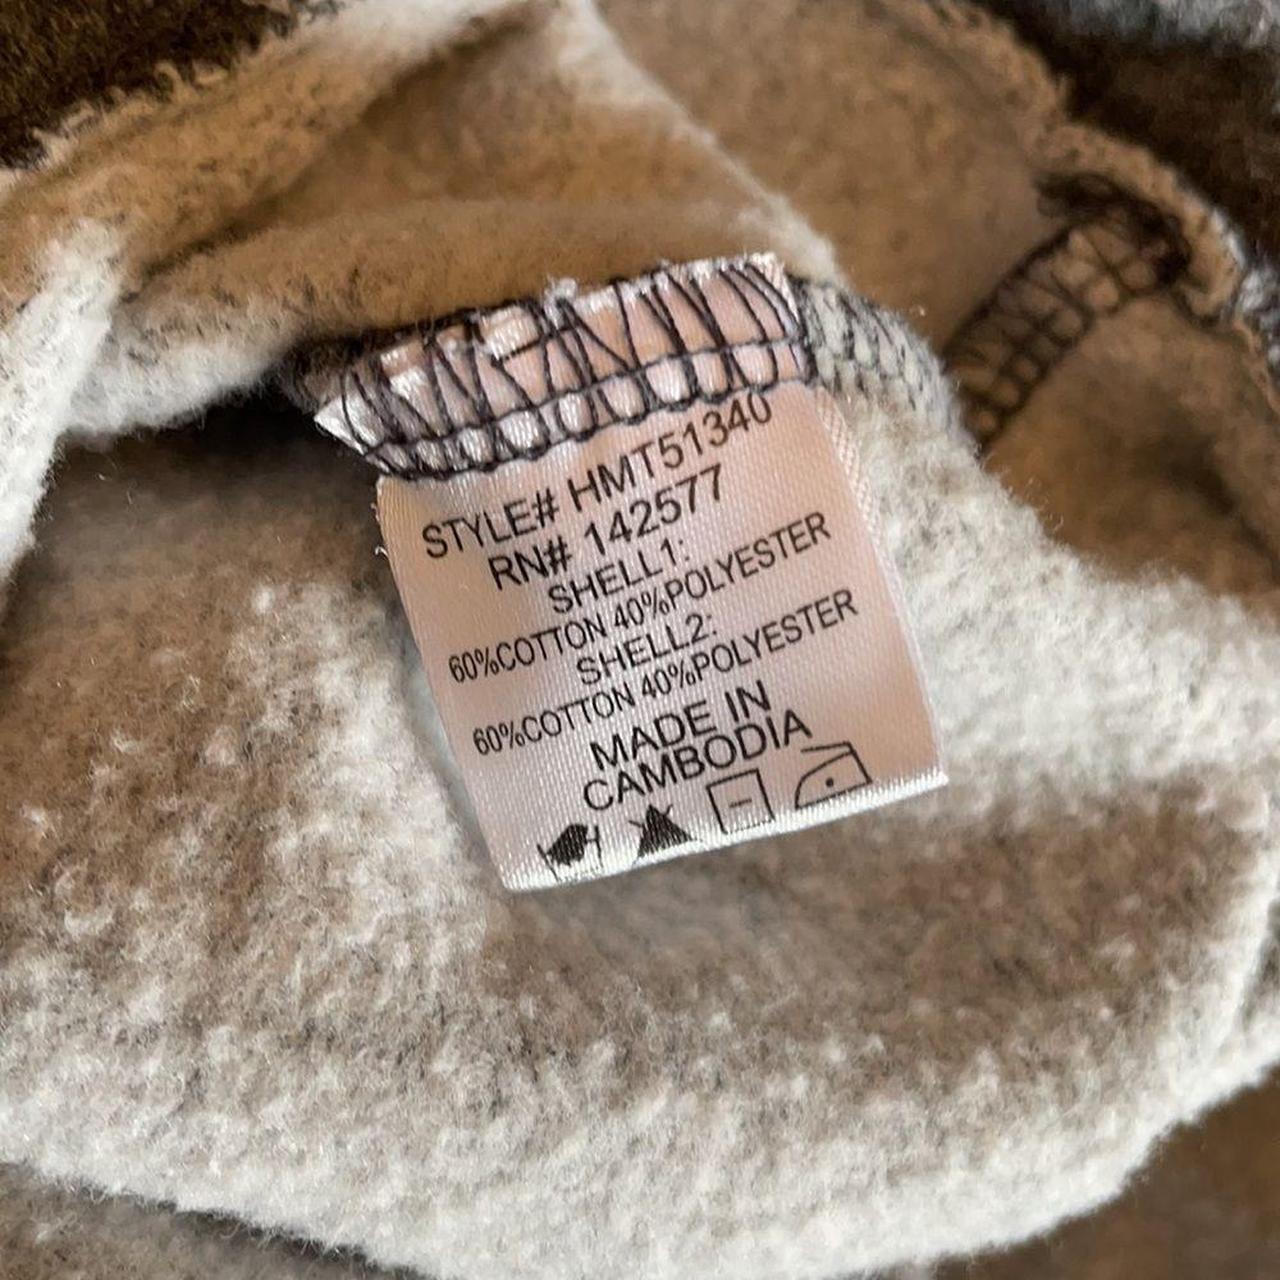 STYLE# HMT51340
RN# 142577
SHELL1:
60%COTTON 40%POLYESTER
SHELL2:
60%COTTON 40%POLYESTER
MADE IN
CAMBODIA